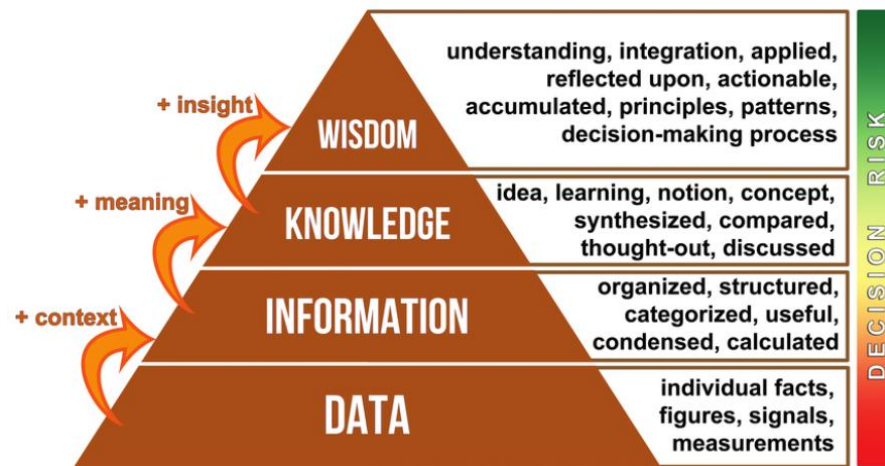 understanding, integration, applied,
reflected upon, actionable,
accumulated, principles, patterns,
decision-making process
+ insight
WISDOM
+ meaning
idea, learning, notion, concept,
synthesized, compared,
thought-out, discussed
KNOWLEDGE
+ context
organized, structured,
categorized, useful,
condensed, calculated
INFORMATION
individual facts,
figures, signals,
measurements
DATA
DECISION RISK